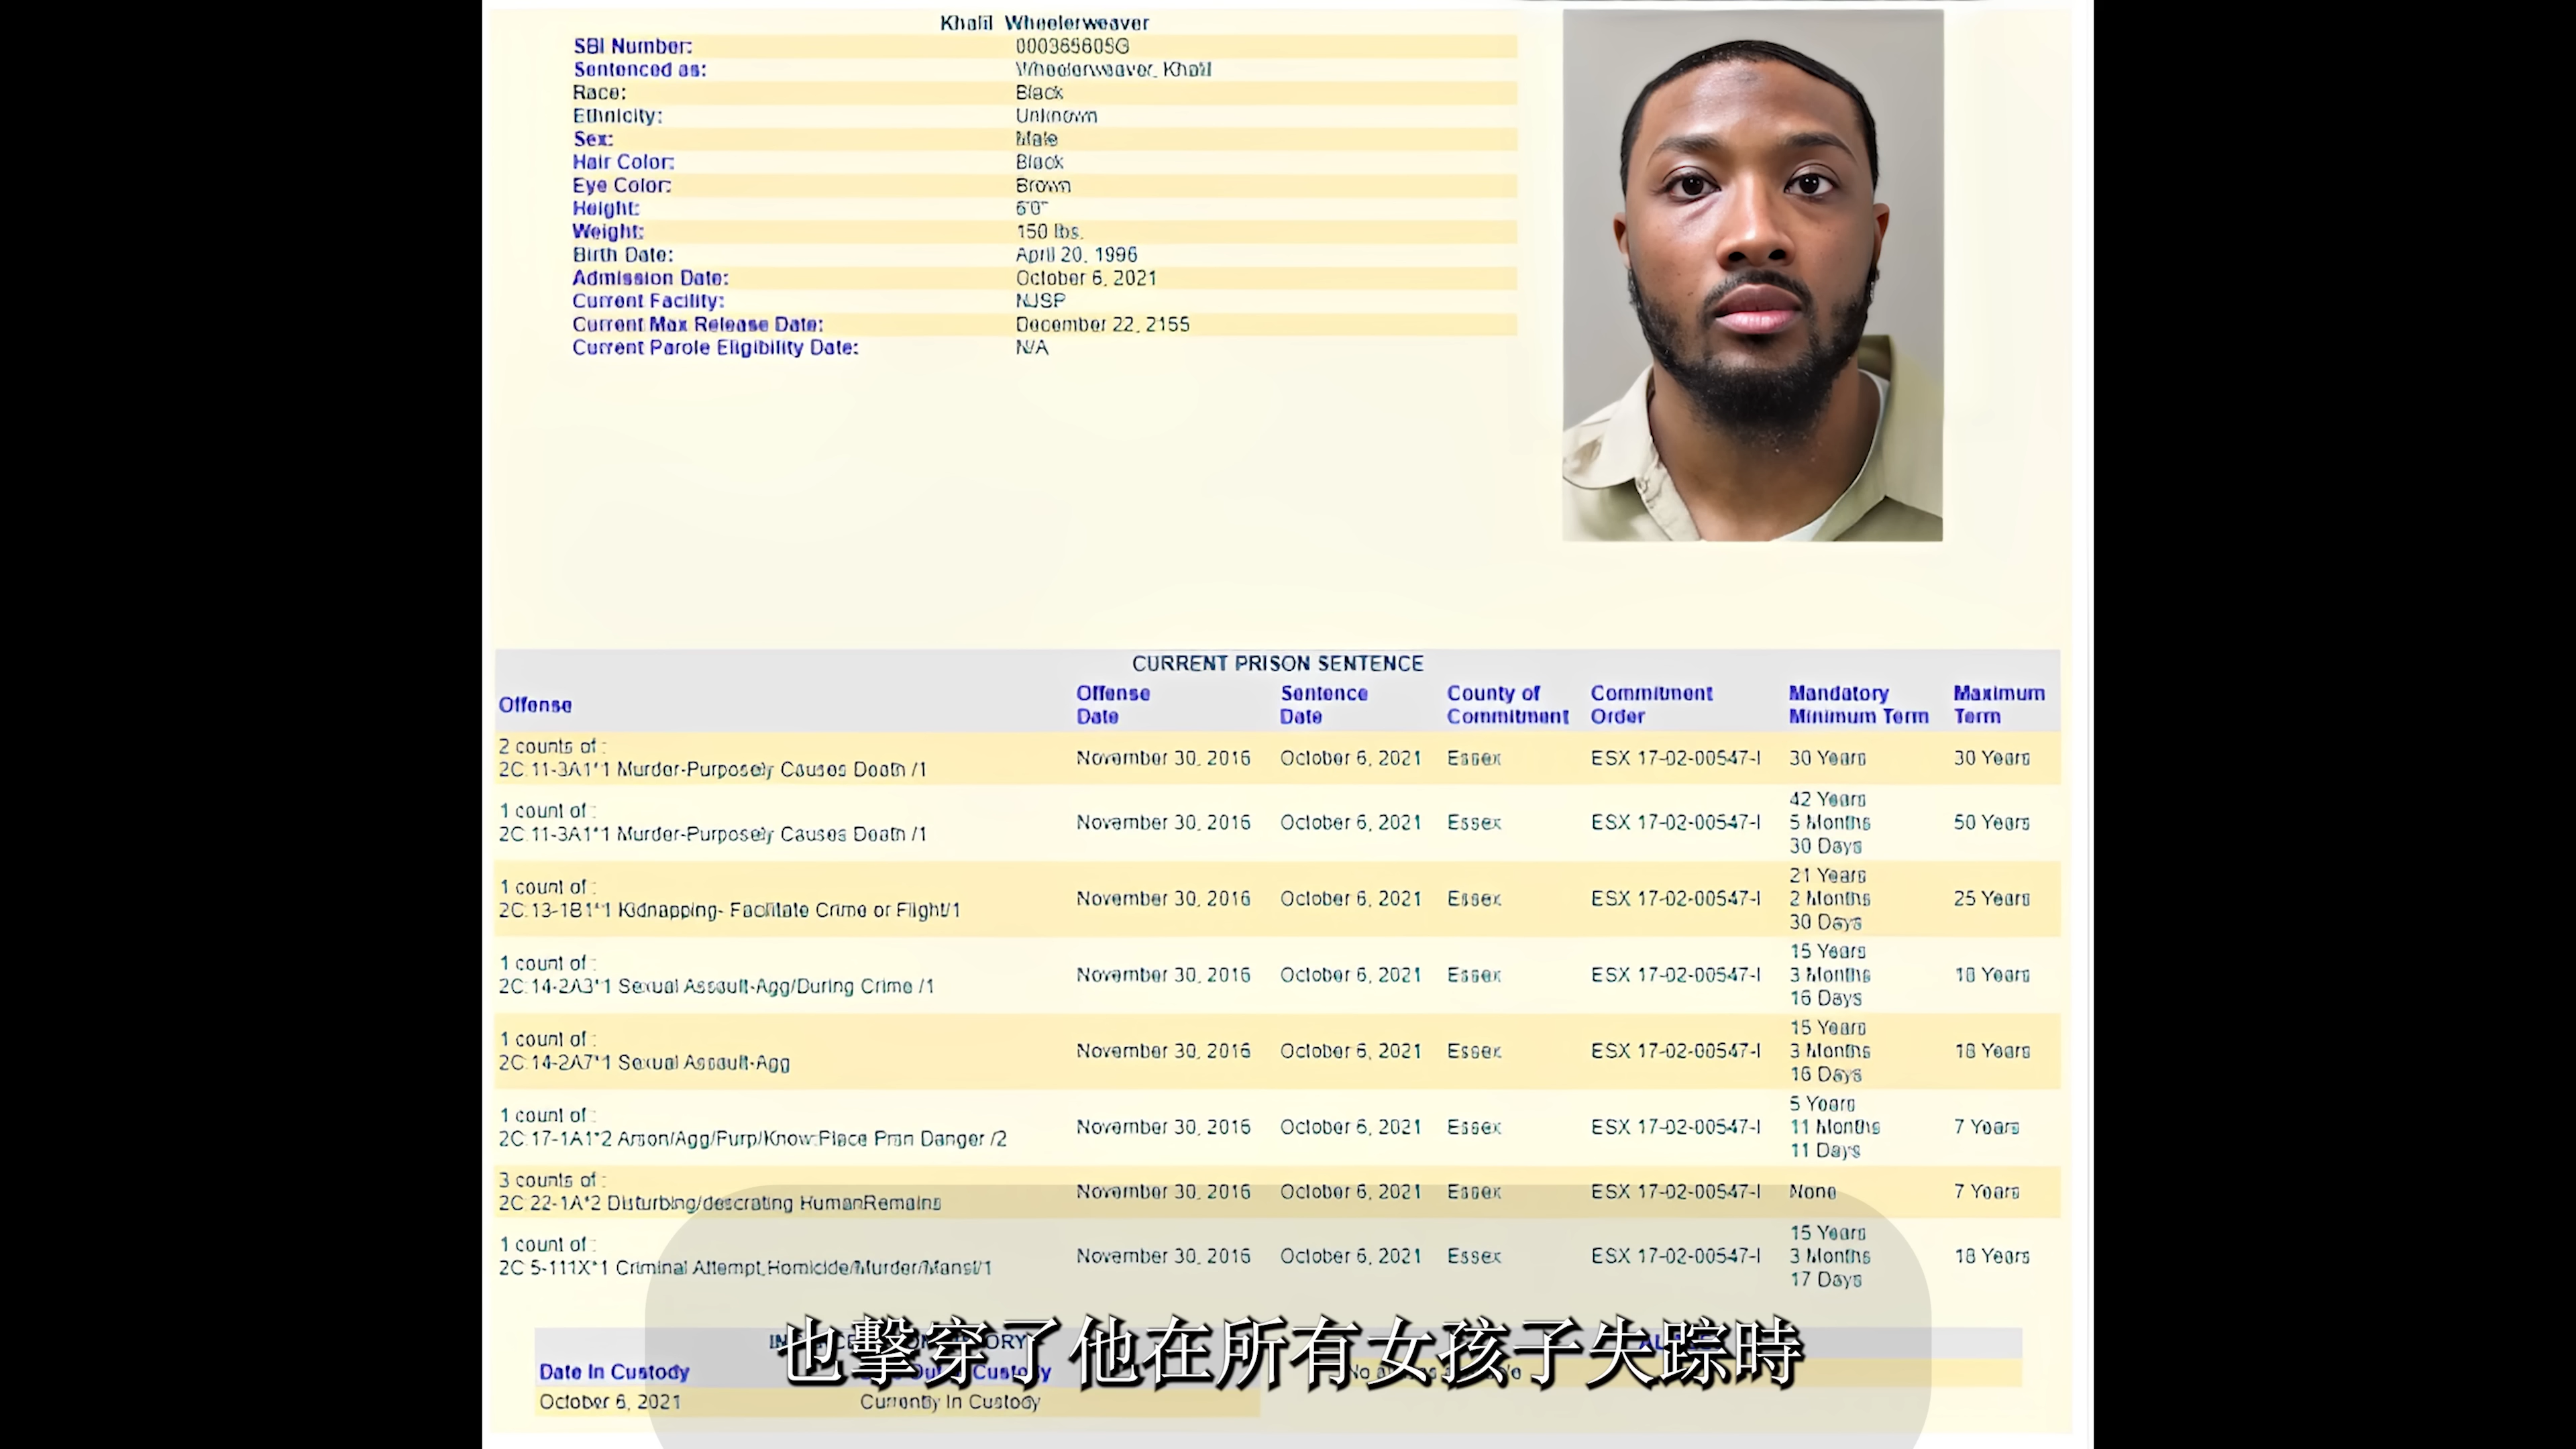 Khalil Wheelerweaver
SBI Number: 000365605G
Sentenced as: Wheelerweaver, Khalil
Race: Black
Ethnicity: Unknown
Sex: Male
Hair Color: Black
Eye Color: Brown
Height: 6'0"
Weight: 150 lbs.
Birth Date: April 20, 1996
Admission Date: October 6, 2021
Current Facility: NJSP
Current Max Release Date: December 22, 2155
Current Parole Eligibility Date: N/A
CURRENT PRISON SENTENCE
Offense Offense Date Sentence Date County of Commitment Commitment Order Mandatory Minimum Term Maximum Term
2 counts of :
2C:11-3A1*1 Murder-Purposely Causes Death /1 November 30, 2016 October 6, 2021 Essex ESX 17-02-00547-I 30 Years 30 Years
1 count of :
2C:11-3A1*1 Murder-Purposely Causes Death /1 November 30, 2016 October 6, 2021 Essex ESX 17-02-00547-I 42 Years 5 Months 30 Days 50 Years
1 count of :
2C:13-1B1*1 Kidnapping- Facilitate Crime or Flight/1 November 30, 2016 October 6, 2021 Essex ESX 17-02-00547-I 21 Years 2 Months 30 Days 25 Years
1 count of :
2C:14-2A3*1 Sexual Assault-Agg/During Crime /1 November 30, 2016 October 6, 2021 Essex ESX 17-02-00547-I 15 Years 3 Months 16 Days 18 Years
1 count of :
2C:14-2A7*1 Sexual Assault-Agg November 30, 2016 October 6, 2021 Essex ESX 17-02-00547-I 15 Years 3 Months 16 Days 18 Years
1 count of :
2C:17-1A1*2 Arson/Agg/Purp/Know:Place Prsn Danger /2 November 30, 2016 October 6, 2021 Essex ESX 17-02-00547-I 5 Years 11 Months 11 Days 7 Years
3 counts of :
2C:22-1A*2 Disturbing/descrating HumanRemains November 30, 2016 October 6, 2021 Essex ESX 17-02-00547-I None 7 Years
1 count of :
2C:5-111X*1 Criminal Attempt,Homicide/Murder/Mansl/1 November 30, 2016 October 6, 2021 Essex ESX 17-02-00547-I 15 Years 3 Months 17 Days 18 Years
也擊穿了他在所有女孩子失踪時
Date In Custody Custody
October 6, 2021 Currently In Custody